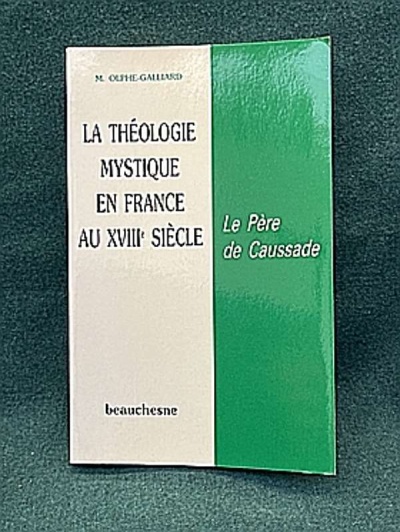 M. OLPHE-GALLIARD
LA THÉOLOGIE
MYSTIQUE
EN FRANCE
AU XVIIIe SIÈCLE
Le Père
de Caussade
beauchesne